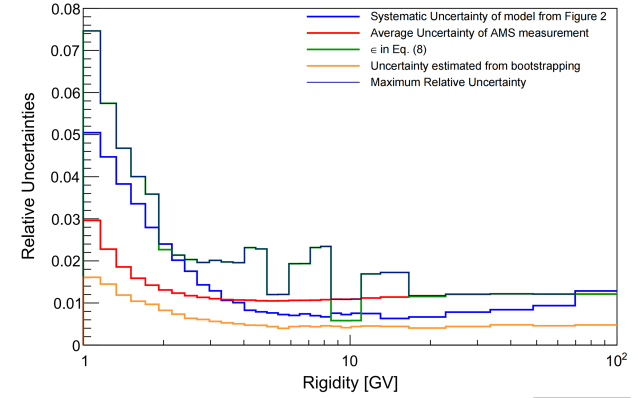 0.08
0.07
0.06
0.05
0.04
0.03
0.02
0.01
0
Relative Uncertainties
Systematic Uncertainty of model from Figure 2
Average Uncertainty of AMS measurement
∈ in Eq. (8)
Uncertainty estimated from bootstrapping
Maximum Relative Uncertainty
1 10 10²
Rigidity [GV]